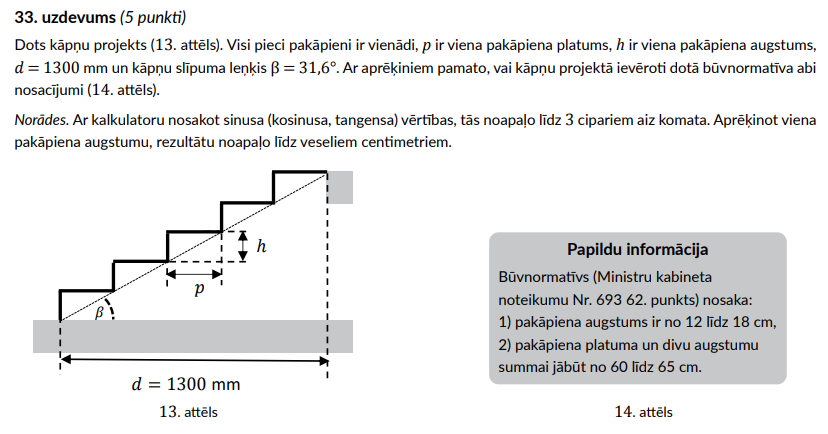 33. uzdevums (5 punkti)
Dots kāpņu projekts (13. attēls). Visi pieci pakāpieni ir vienādi, p ir viena pakāpiena platums, h ir viena pakāpiena augstums,
d = 1300 mm un kāpņu slīpuma leņķis β = 31,6°. Ar aprēķiniem pamato, vai kāpņu projektā ievēroti dotā būvnormatīva abi
nosacījumi (14. attēls).
Norādes. Ar kalkulatoru nosakot sinusa (kosinusa, tangensa) vērtības, tās noapaļo līdz 3 cipariem aiz komata. Aprēķinot viena
pakāpiena augstumu, rezultātu noapaļo līdz veseliem centimetriem.
h
p
β
d = 1300 mm
13. attēls
Papildu informācija
Būvnormatīvs (Ministru kabineta
noteikumu Nr. 693 62. punkts) nosaka:
1) pakāpiena augstums ir no 12 līdz 18 cm,
2) pakāpiena platuma un divu augstumu
summai jābūt no 60 līdz 65 cm.
14. attēls